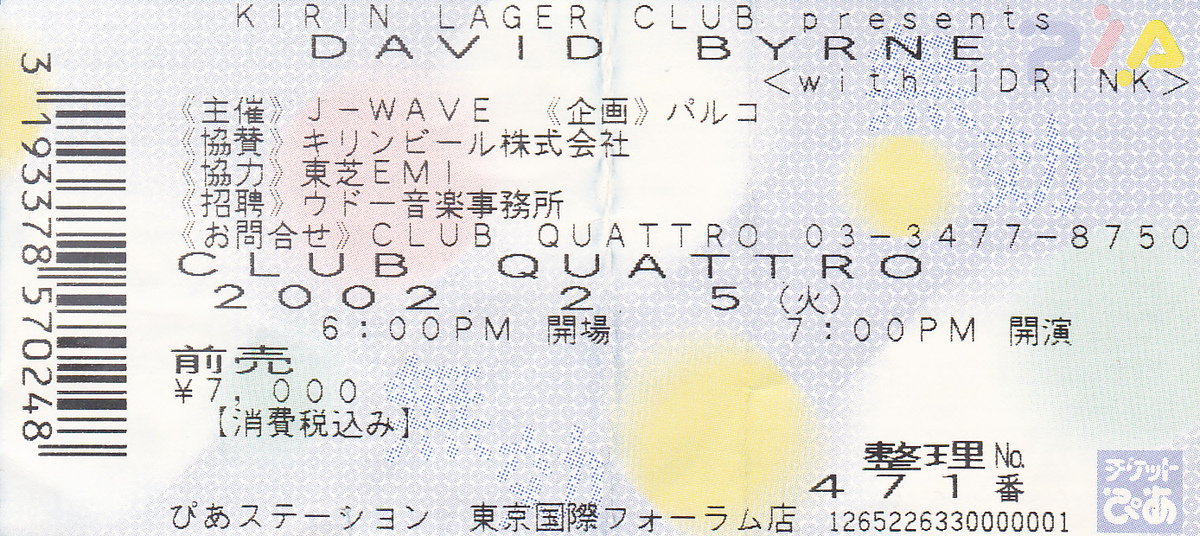 KIRIN LAGER CLUB presents
DAVID BYRNE
PiA
<with 1DRINK>
《主催》J-WAVE 《企画》パルコ
《協賛》キリンビール株式会社
《協力》東芝EMI
《招聘》ウドー音楽事務所
《お問合せ》CLUB QUATTRO 03-3477-8750
CLUB QUATTRO
2002 2 5(火)
6:00PM 開場 7:00PM 開演
前売
¥7,000
【消費税込み】
整理No.
471番
ぴあステーション 東京国際フォーラム店 1265226330000001
チケット
ぴあ
3 193378 570248
無効
無効